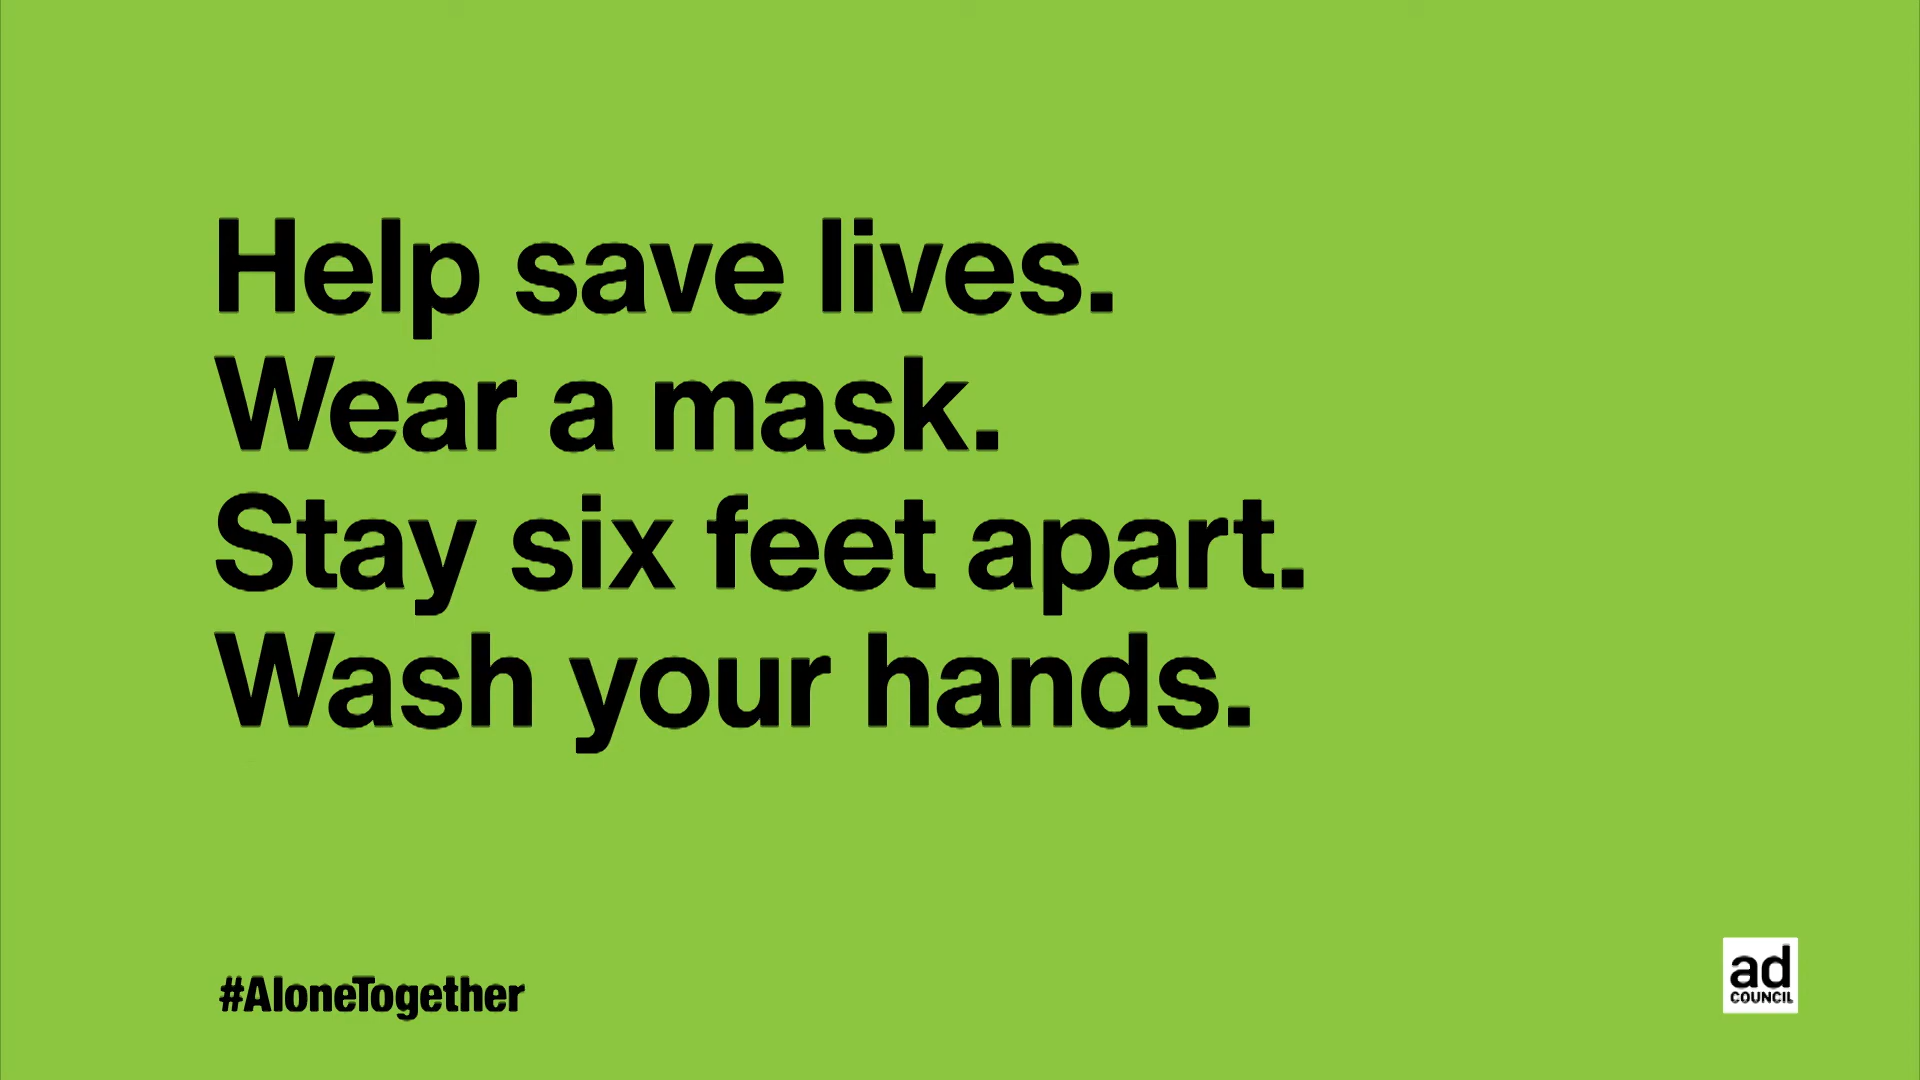 Help save lives.
Wear a mask.
Stay six feet apart.
Wash your hands.
#AloneTogether
ad
COUNCIL